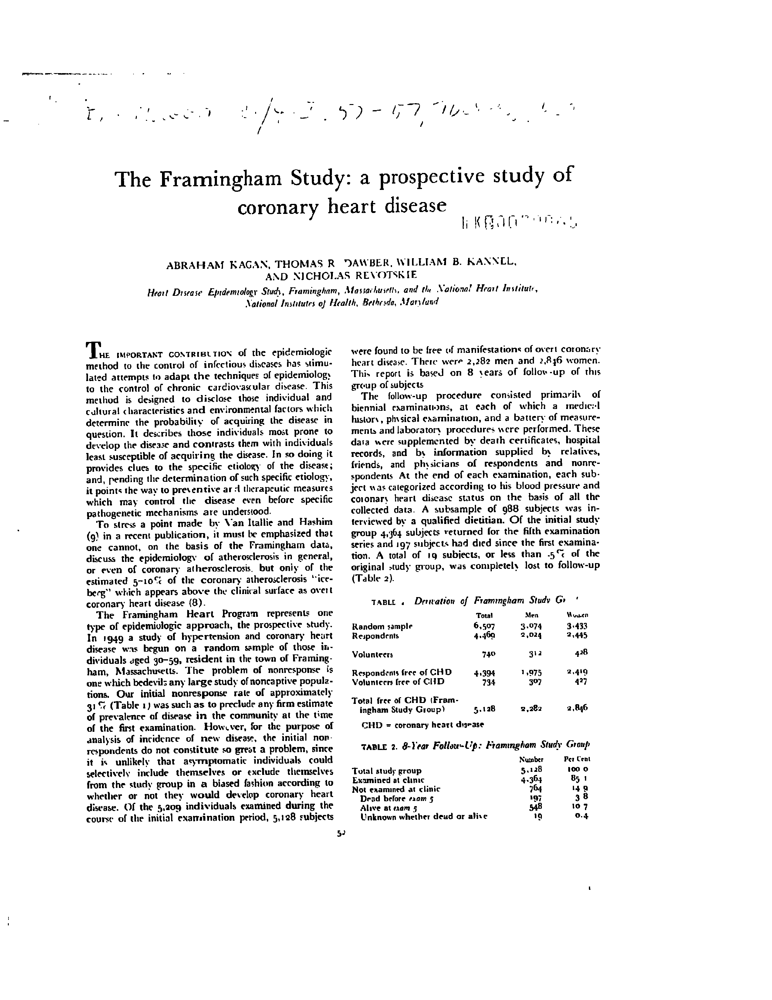 The Framingham Study: a prospective study of
coronary heart disease
ABRAHAM KAGAN, THOMAS R. DAWBER, WILLIAM B. KANNEL,
AND NICHOLAS REVOTSKIE
Heart Disease Epidemiology Study, Framingham, Massachusetts, and the National Heart Institute,
National Institutes of Health, Bethesda, Maryland
THE IMPORTANT CONTRIBUTION of the epidemiologic
method to the control of infectious diseases has stimu-
lated attempts to adapt the techniques of epidemiology
to the control of chronic cardiovascular disease. This
method is designed to disclose those individual and
cultural characteristics and environmental factors which
determine the probability of acquiring the disease in
question. It describes those individuals most prone to
develop the disease and contrasts them with individuals
least susceptible of acquiring the disease. In so doing it
provides clues to the specific etiology of the disease;
and, pending the determination of such specific etiology,
it points the way to preventive and therapeutic measures
which may control the disease even before specific
pathogenetic mechanisms are understood.
To stress a point made by Van Itallie and Hashim
(9) in a recent publication, it must be emphasized that
one cannot, on the basis of the Framingham data,
discuss the epidemiology of atherosclerosis in general,
or even of coronary atherosclerosis, but only of the
estimated 5-10% of the coronary atherosclerosis "ice-
berg" which appears above the clinical surface as overt
coronary heart disease (8).
The Framingham Heart Program represents one
type of epidemiologic approach, the prospective study.
In 1949 a study of hypertension and coronary heart
disease was begun on a random sample of those in-
dividuals aged 30-59, resident in the town of Framing-
ham, Massachusetts. The problem of nonresponse is
one which bedevils any large study of noncaptive popula-
tions. Our initial nonresponse rate of approximately
31% (Table 1) was such as to preclude any firm estimate
of prevalence of disease in the community at the time
of the first examination. However, for the purpose of
analysis of incidence of new disease, the initial non-
respondents do not constitute so great a problem, since
it is unlikely that asymptomatic individuals could
selectively include themselves or exclude themselves
from the study group in a biased fashion according to
whether or not they would develop coronary heart
disease. Of the 5,209 individuals examined during the
course of the initial examination period, 5,128 subjects
were found to be free of manifestations of overt coronary
heart disease. There were 2,282 men and 2,846 women.
This report is based on 8 years of follow-up of this
group of subjects
The follow-up procedure consisted primarily of
biennial examinations, at each of which a medical
history, physical examination, and a battery of measure-
ments and laboratory procedures were performed. These
data were supplemented by death certificates, hospital
records, and by information supplied by relatives,
friends, and physicians of respondents and nonre-
spondents At the end of each examination, each sub-
ject was categorized according to his blood pressure and
coronary heart disease status on the basis of all the
collected data. A subsample of 988 subjects was in-
terviewed by a qualified dietitian. Of the initial study
group 4,364 subjects returned for the fifth examination
series and 197 subjects had died since the first examina-
tion. A total of 19 subjects, or less than .5% of the
original study group, was completely lost to follow-up
(Table 2).
TABLE Derivation of Framingham Study
Total Men Women
Random sample 6,507 3,074 3,433
Respondents 4,469 2,024 2,445
Volunteers 740 312 428
Respondents free of CHD 4,394 1,975 2,419
Volunteers free of CHD 734 307 427
Total free of CHD (Fram-
ingham Study Group) 5,128 2,282 2,846
CHD = coronary heart disease
TABLE 2. 8-Year Follow-Up: Framingham Study Group
Number Per Cent
Total study group 5,128 100 0
Examined at clinic 4,364 85 1
Not examined at clinic 764 14 9
Dead before exam 5 197 3 8
Alive at exam 5 548 10 7
Unknown whether dead or alive 19 0.4